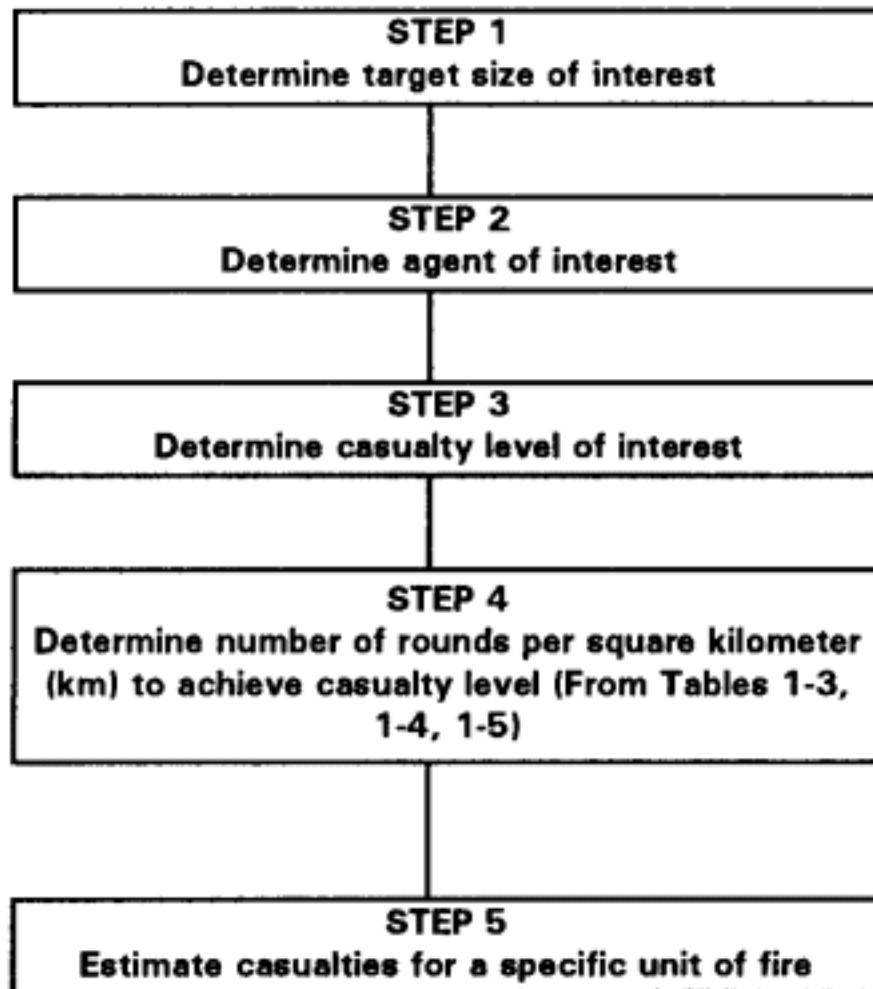 STEP 1
Determine target size of interest
STEP 2
Determine agent of interest
STEP 3
Determine casualty level of interest
STEP 4
Determine number of rounds per square kilometer
(km) to achieve casualty level (From Tables 1-3,
1-4, 1-5)
STEP 5
Estimate casualties for a specific unit of fire